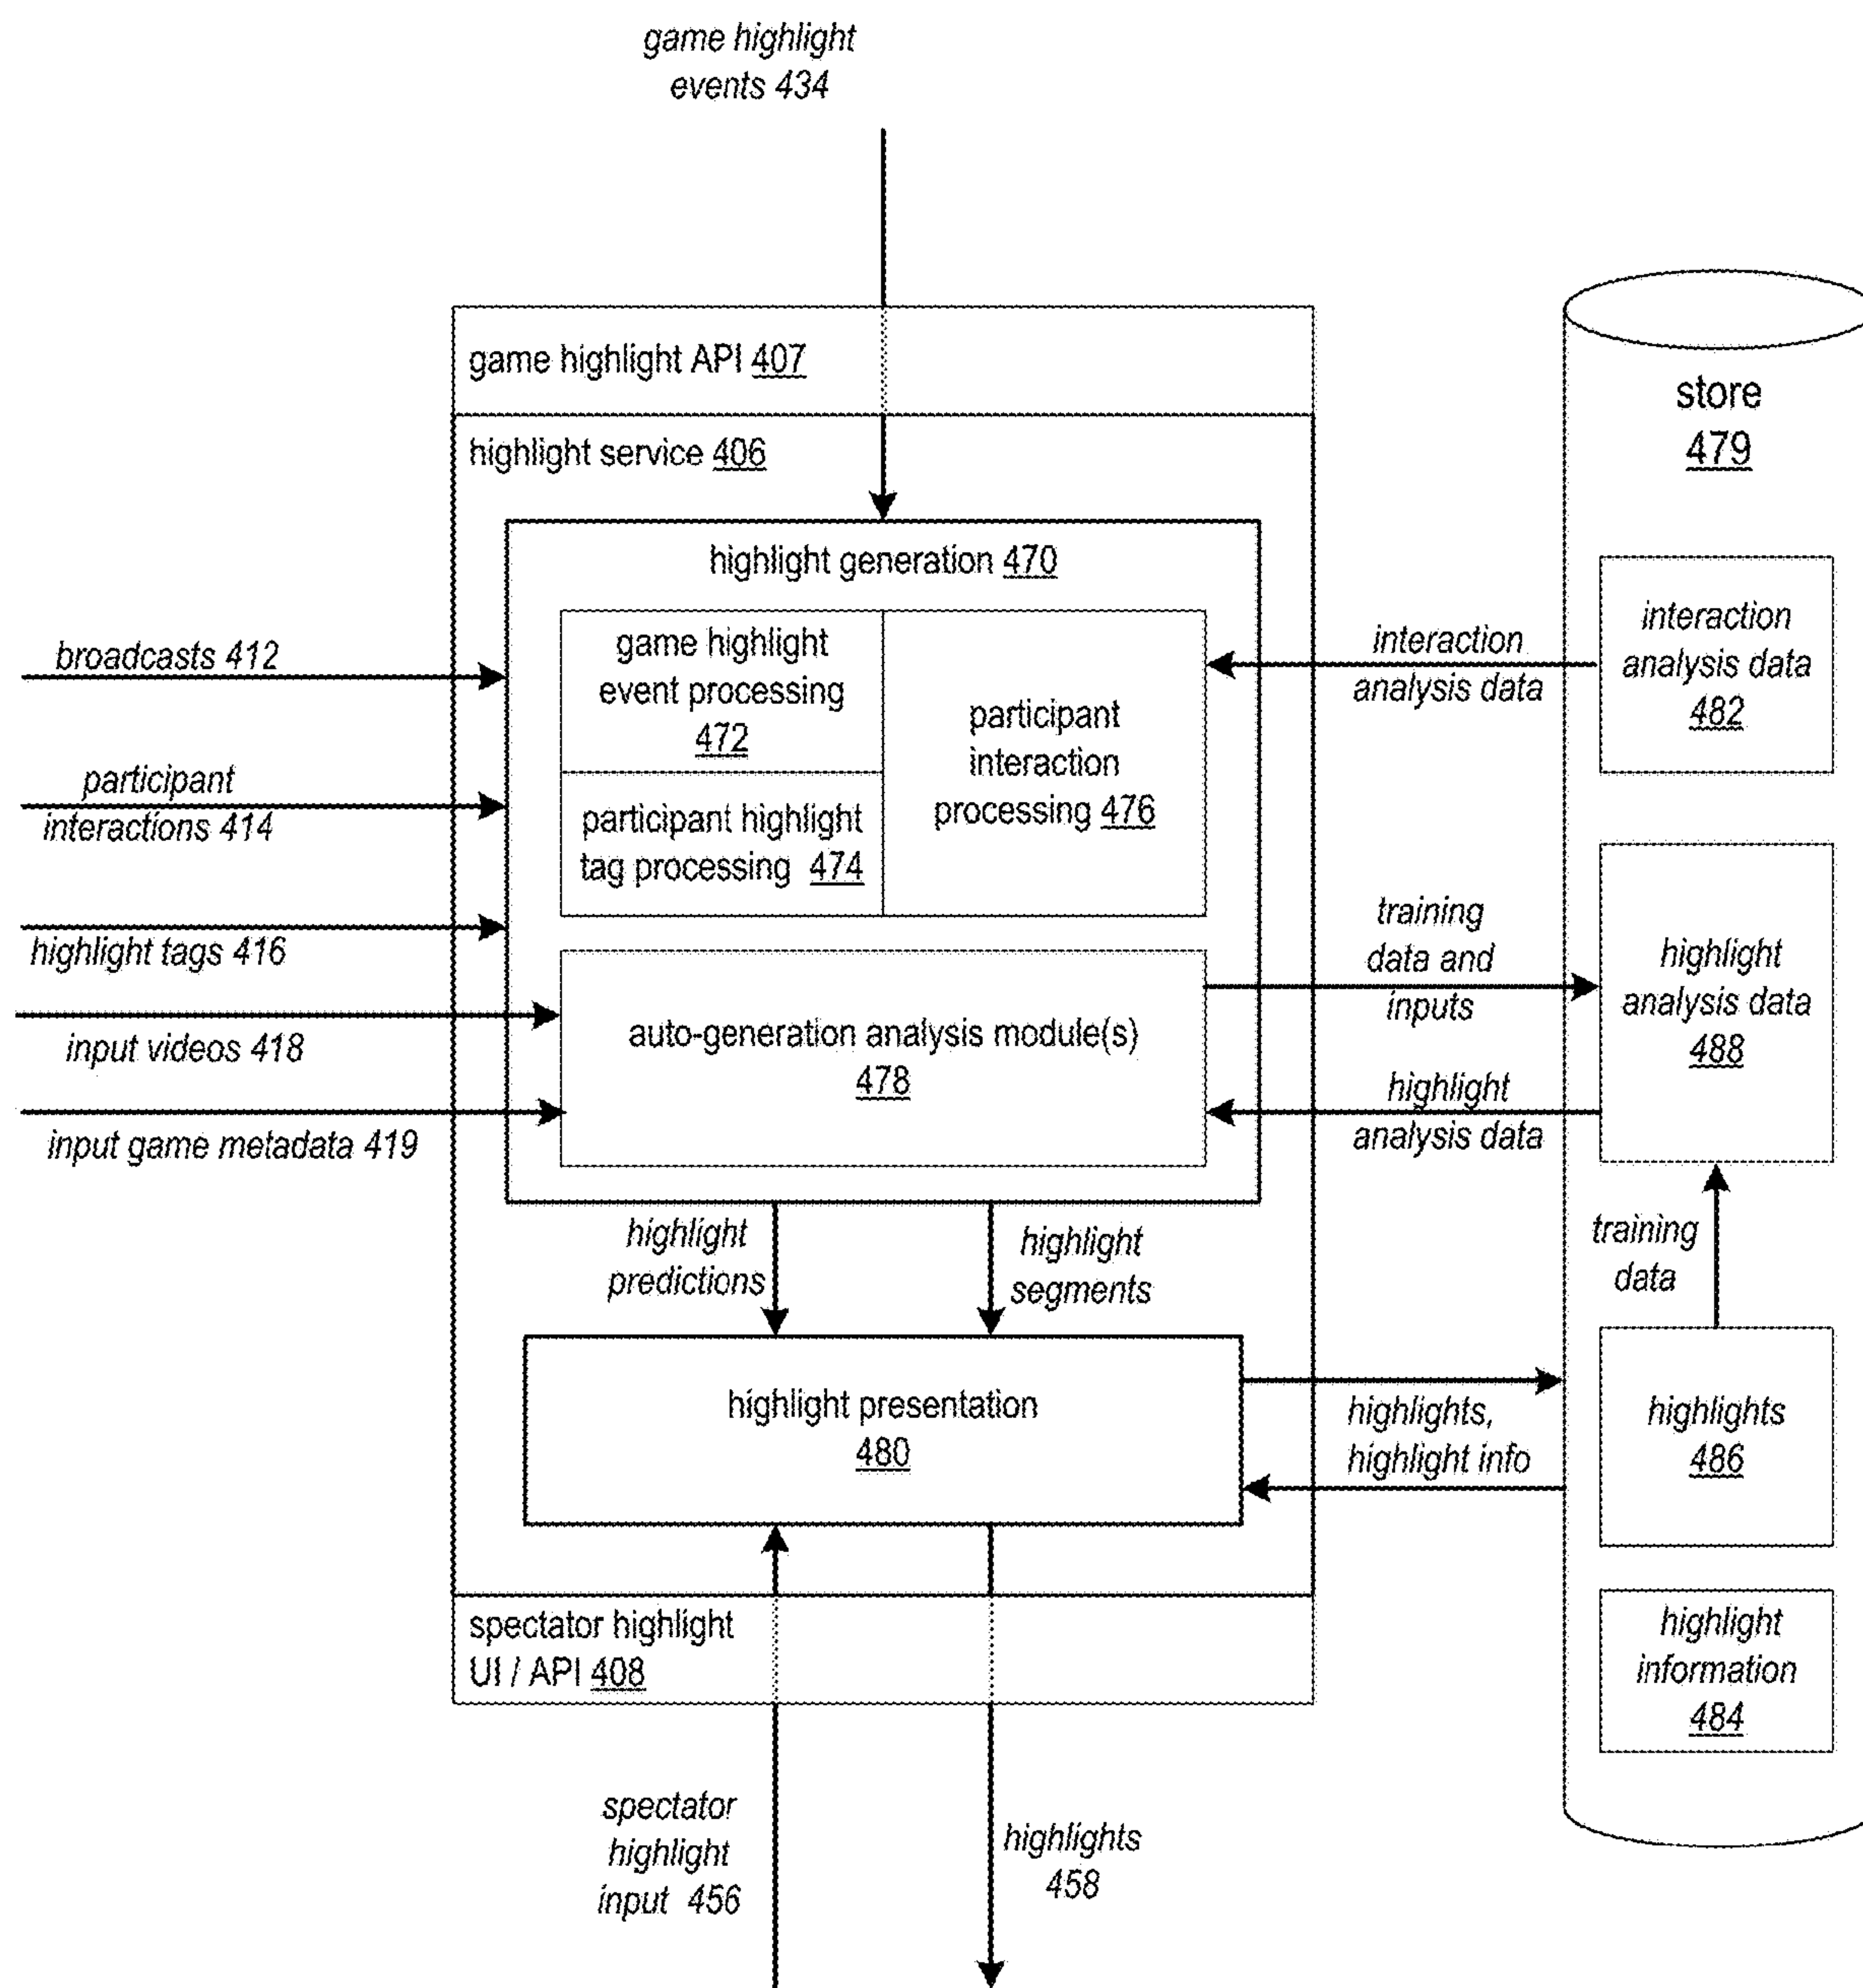 game highlight
events 434
game highlight API 407
store
479
highlight service 406
highlight generation 470
game highlight
event processing
472
participant highlight
tag processing 474
participant
interaction
processing 476
auto-generation analysis module(s)
478
broadcasts 412
participant
interactions 414
highlight tags 416
input videos 418
input game metadata 419
interaction
analysis data
interaction
analysis data
482
training
data and
inputs
highlight
analysis data
highlight
analysis data
488
highlight
predictions
highlight
segments
training
data
highlight presentation
480
highlights,
highlight info
highlights
486
highlight
information
484
spectator highlight
UI / API 408
spectator
highlight
input 456
highlights
458